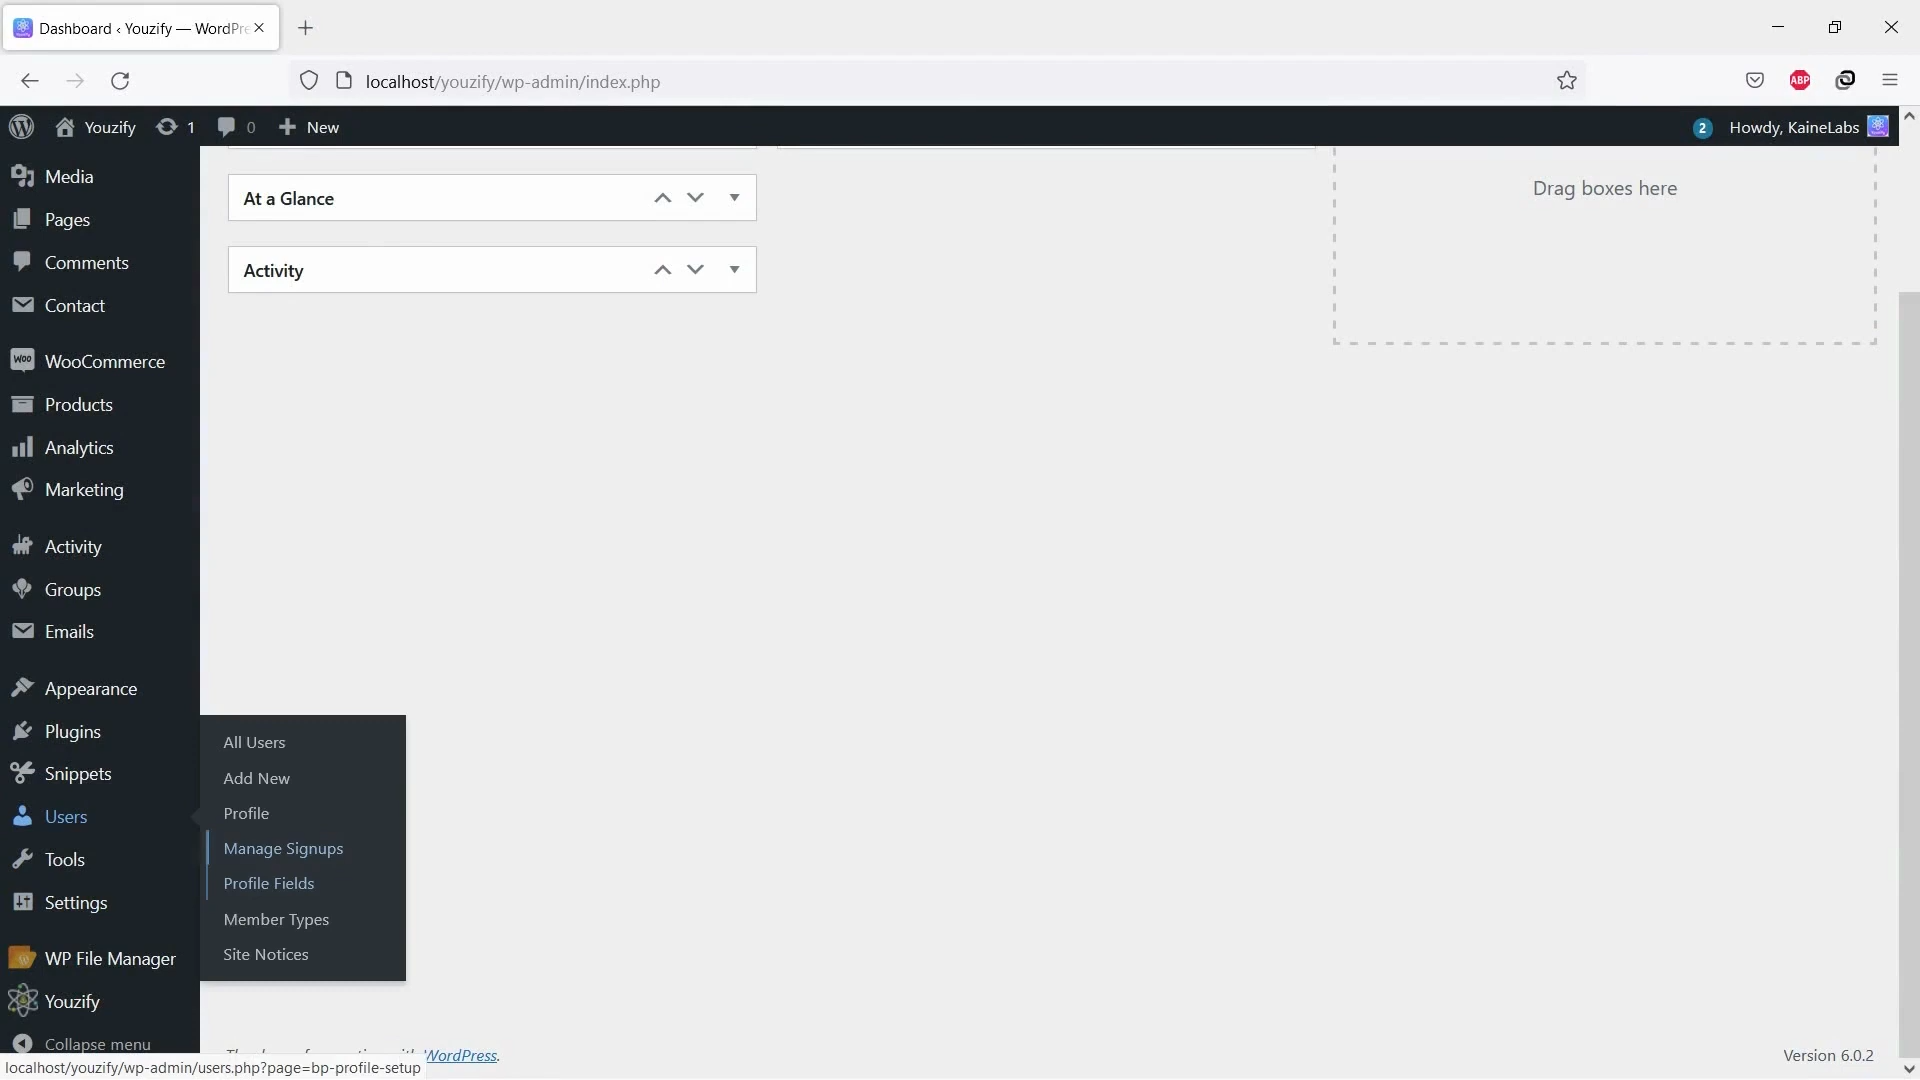 Dashboard ‹ Youzify — WordPre
localhost/youzify/wp-admin/index.php
ABP
Youzify 1 0 New
2 Howdy, KaineLabs
Media
Pages
Comments
Contact
WooCommerce
Products
Analytics
Marketing
Activity
Groups
Emails
Appearance
Plugins
Snippets
Users
Tools
Settings
WP File Manager
Youzify
Collapse menu
At a Glance
Activity
Drag boxes here
All Users
Add New
Profile
Manage Signups
Profile Fields
Member Types
Site Notices
WordPress.
Version 6.0.2
localhost/youzify/wp-admin/users.php?page=bp-profile-setup